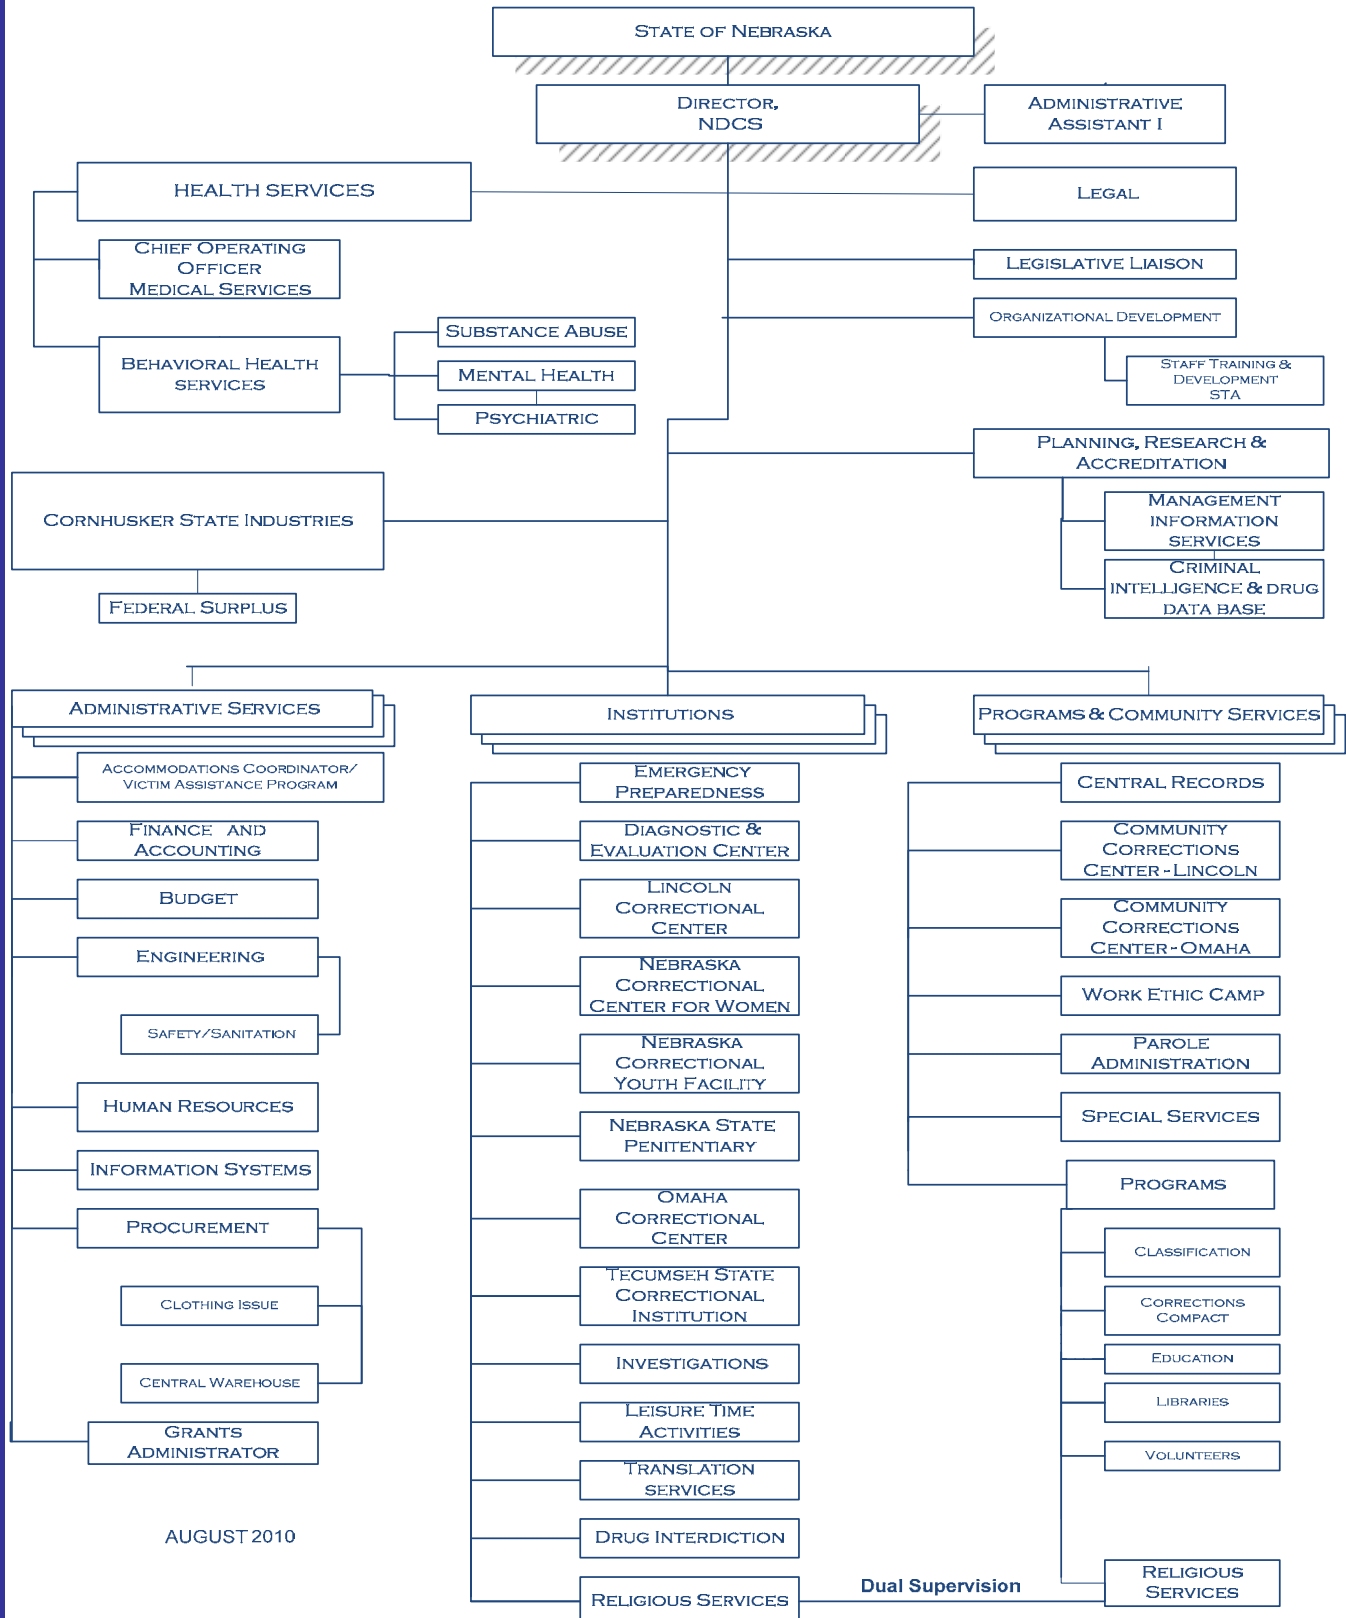 STATE OF NEBRASKA
DIRECTOR,
NDCS
ADMINISTRATIVE
ASSISTANT I
HEALTH SERVICES
LEGAL
CHIEF OPERATING
OFFICER
MEDICAL SERVICES
LEGISLATIVE LIAISON
ORGANIZATIONAL DEVELOPMENT
SUBSTANCE ABUSE
BEHAVIORAL HEALTH
SERVICES
MENTAL HEALTH
STAFF TRAINING &
DEVELOPMENT
STA
PSYCHIATRIC
PLANNING, RESEARCH &
ACCREDITATION
CORNHUSKER STATE INDUSTRIES
MANAGEMENT
INFORMATION
SERVICES
CRIMINAL
INTELLIGENCE & DRUG
DATA BASE
FEDERAL SURPLUS
ADMINISTRATIVE SERVICES
ACCOMMODATIONS COORDINATOR/
VICTIM ASSISTANCE PROGRAM
FINANCE AND
ACCOUNTING
BUDGET
ENGINEERING
SAFETY/SANITATION
HUMAN RESOURCES
INFORMATION SYSTEMS
PROCUREMENT
CLOTHING ISSUE
CENTRAL WAREHOUSE
GRANTS
ADMINISTRATOR
AUGUST 2010
INSTITUTIONS
EMERGENCY
PREPAREDNESS
DIAGNOSTIC &
EVALUATION CENTER
LINCOLN
CORRECTIONAL
CENTER
NEBRASKA
CORRECTIONAL
CENTER FOR WOMEN
NEBRASKA
CORRECTIONAL
YOUTH FACILITY
NEBRASKA STATE
PENITENTIARY
OMAHA
CORRECTIONAL
CENTER
TECUMSEH STATE
CORRECTIONAL
INSTITUTION
INVESTIGATIONS
LEISURE TIME
ACTIVITIES
TRANSLATION
SERVICES
DRUG INTERDICTION
RELIGIOUS SERVICES
Dual Supervision
PROGRAMS & COMMUNITY SERVICES
CENTRAL RECORDS
COMMUNITY
CORRECTIONS
CENTER-LINCOLN
COMMUNITY
CORRECTIONS
CENTER-OMAHA
WORK ETHIC CAMP
PAROLE
ADMINISTRATION
SPECIAL SERVICES
PROGRAMS
CLASSIFICATION
CORRECTIONS
COMPACT
EDUCATION
LIBRARIES
VOLUNTEERS
RELIGIOUS
SERVICES